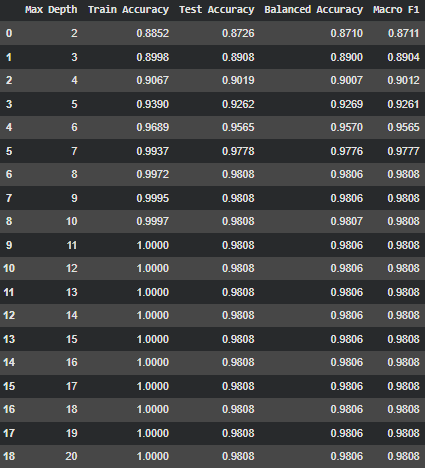 Max Depth Train Accuracy Test Accuracy Balanced Accuracy Macro F1
0 2 0.8852 0.8726 0.8710 0.8711
1 3 0.8998 0.8908 0.8900 0.8904
2 4 0.9067 0.9019 0.9007 0.9012
3 5 0.9390 0.9262 0.9269 0.9261
4 6 0.9689 0.9565 0.9570 0.9565
5 7 0.9937 0.9778 0.9776 0.9777
6 8 0.9972 0.9808 0.9806 0.9808
7 9 0.9995 0.9808 0.9806 0.9808
8 10 0.9997 0.9808 0.9807 0.9808
9 11 1.0000 0.9808 0.9806 0.9808
10 12 1.0000 0.9808 0.9806 0.9808
11 13 1.0000 0.9808 0.9806 0.9808
12 14 1.0000 0.9808 0.9806 0.9808
13 15 1.0000 0.9808 0.9806 0.9808
14 16 1.0000 0.9808 0.9806 0.9808
15 17 1.0000 0.9808 0.9806 0.9808
16 18 1.0000 0.9808 0.9806 0.9808
17 19 1.0000 0.9808 0.9806 0.9808
18 20 1.0000 0.9808 0.9806 0.9808